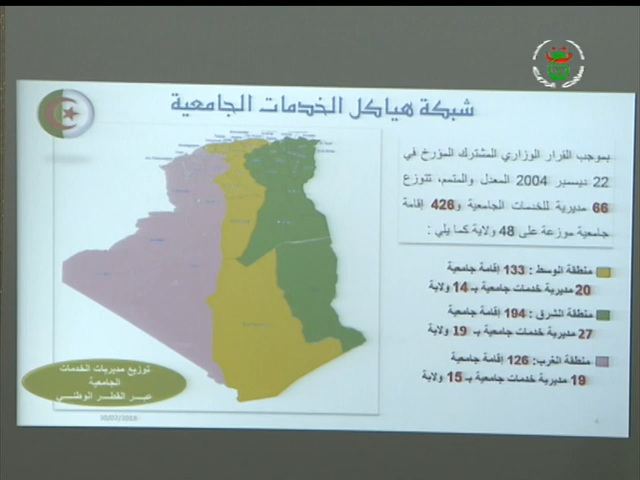 شبكة هياكل الخدمات الجامعية
بموجب القرار الوزاري المشترك المؤرخ في
22 ديسمبر 2004 المعدل والمتمم، تتوزع
66 مديرية للخدمات الجامعية و426 إقامة
جامعية موزعة على 48 ولاية كما يلي :
منطقة الوسط : 133 إقامة جامعية
20 مديرية خدمات جامعية بـ 14 ولاية
منطقة الشرق : 194 إقامة جامعية
27 مديرية خدمات جامعية بـ 19 ولاية
منطقة الغرب: 126 إقامة جامعية
19 مديرية خدمات جامعية بـ 15 ولاية
توزيع مديريات الخدمات
الجامعية
عبر القطر الوطني